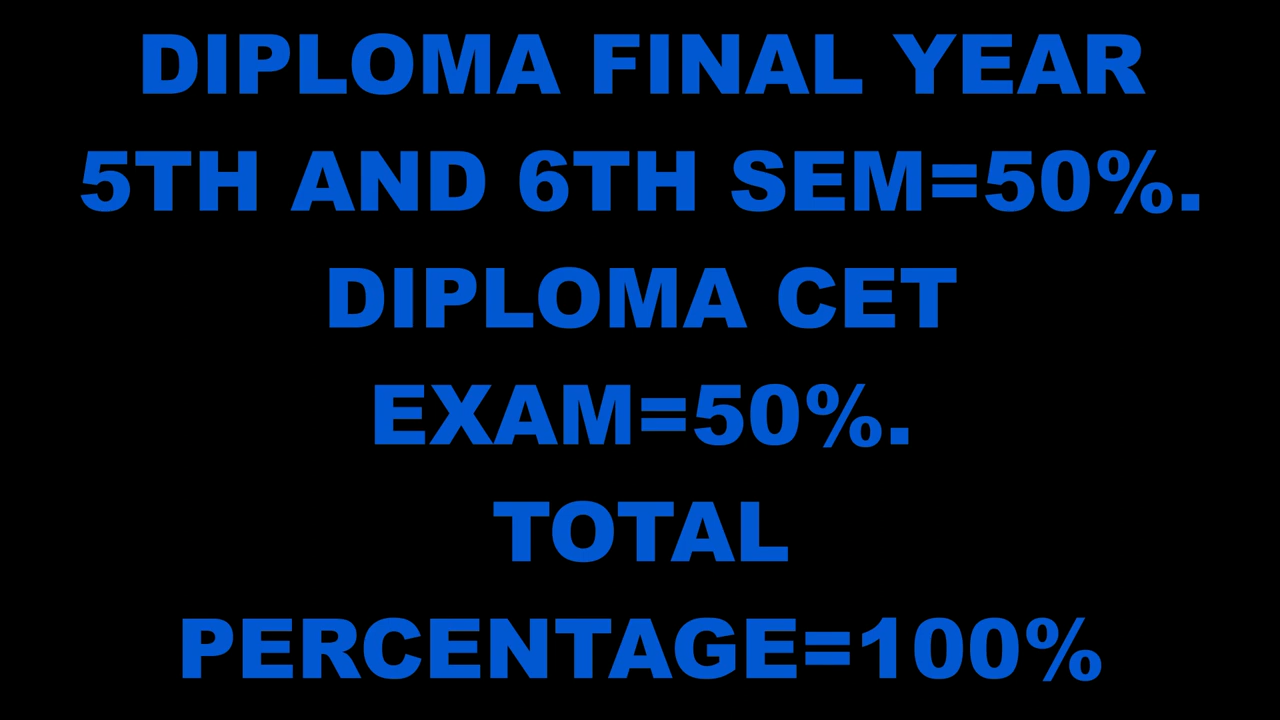 DIPLOMA FINAL YEAR
5TH AND 6TH SEM=50%.
DIPLOMA CET
EXAM=50%.
TOTAL
PERCENTAGE=100%